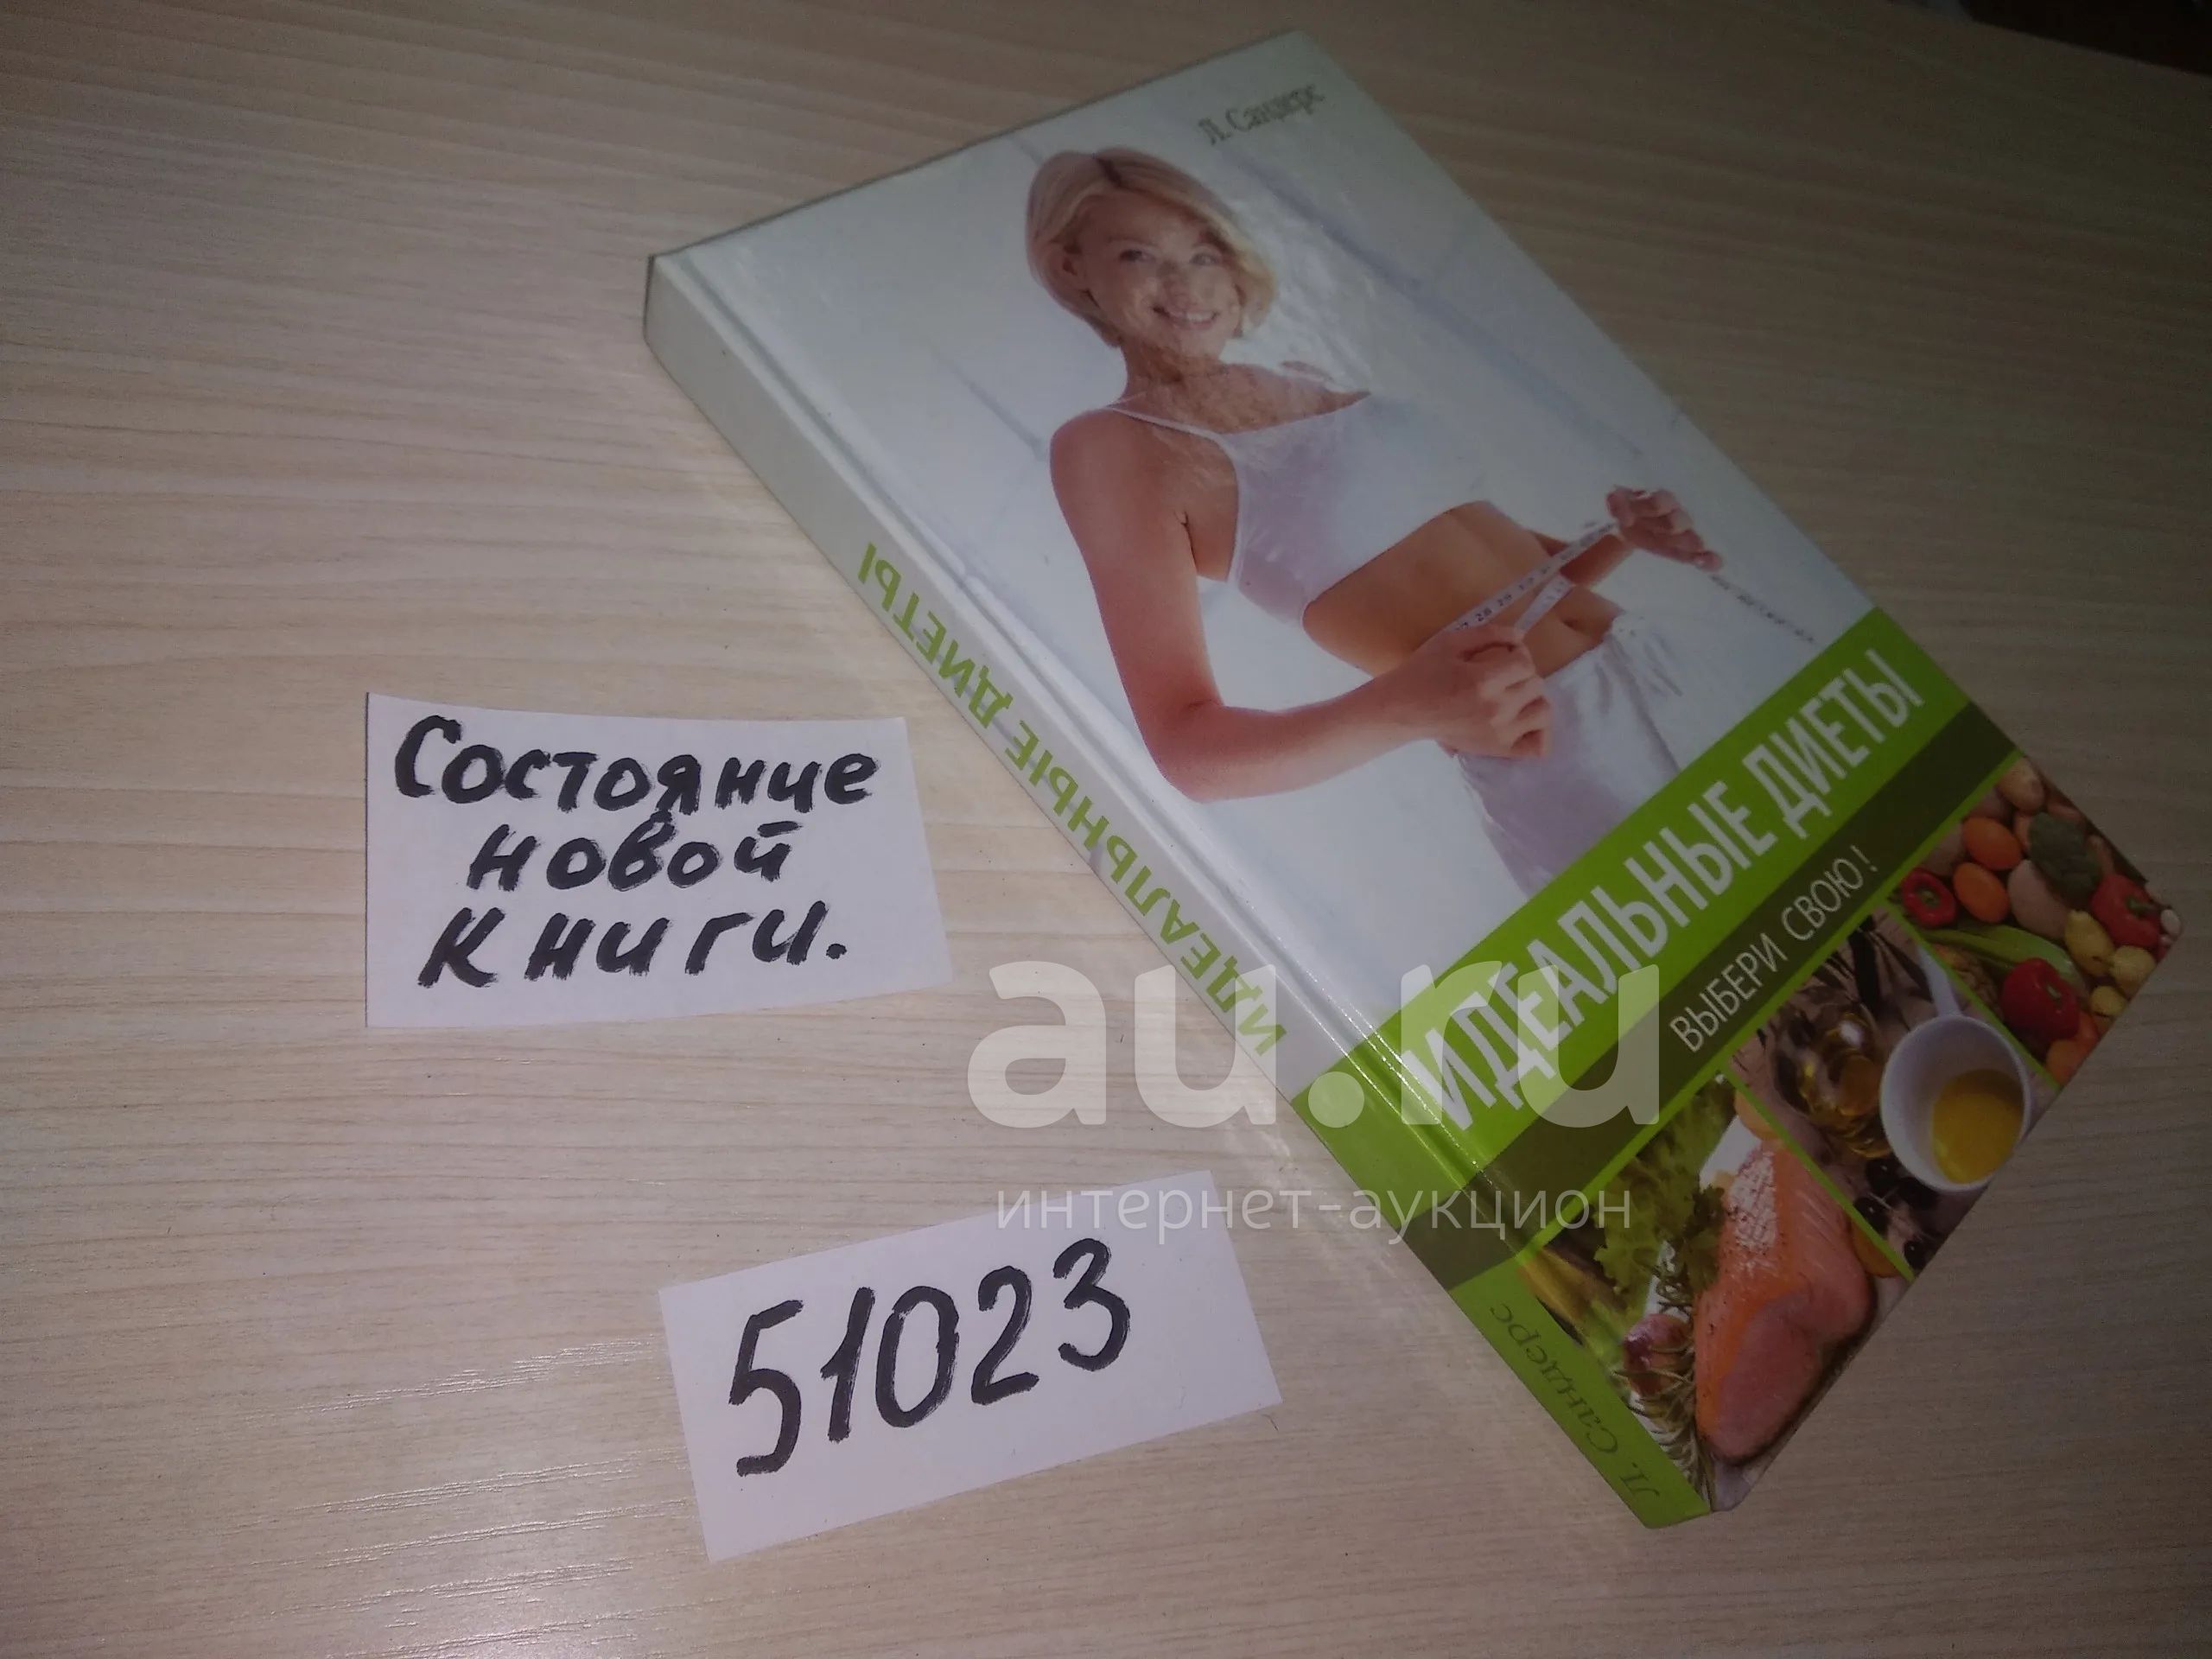 Л. Сандерс
ИДЕАЛЬНЫЕ ДИЕТЫ
ВЫБЕРИ СВОЮ!
ИДЕАЛЬНЫЕ ДИЕТЫ
Л. Сандерс
Состояние
новой
книги.
51023
au.ru
интернет-аукцион